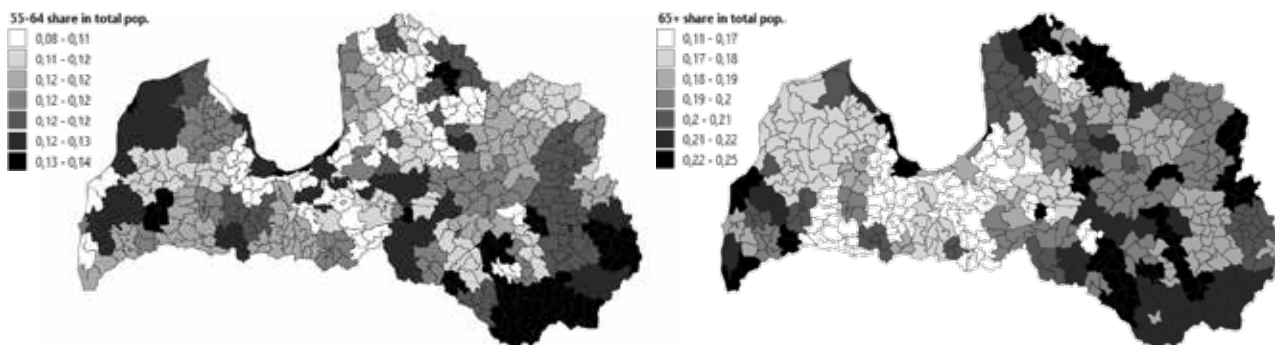 55-64 share in total pop.
0,08 - 0,11
0,11 - 0,12
0,12 - 0,12
0,12 - 0,12
0,12 - 0,12
0,12 - 0,13
0,13 - 0,14
65+ share in total pop.
0,11 - 0,17
0,17 - 0,18
0,18 - 0,19
0,19 - 0,2
0,2 - 0,21
0,21 - 0,22
0,22 - 0,25